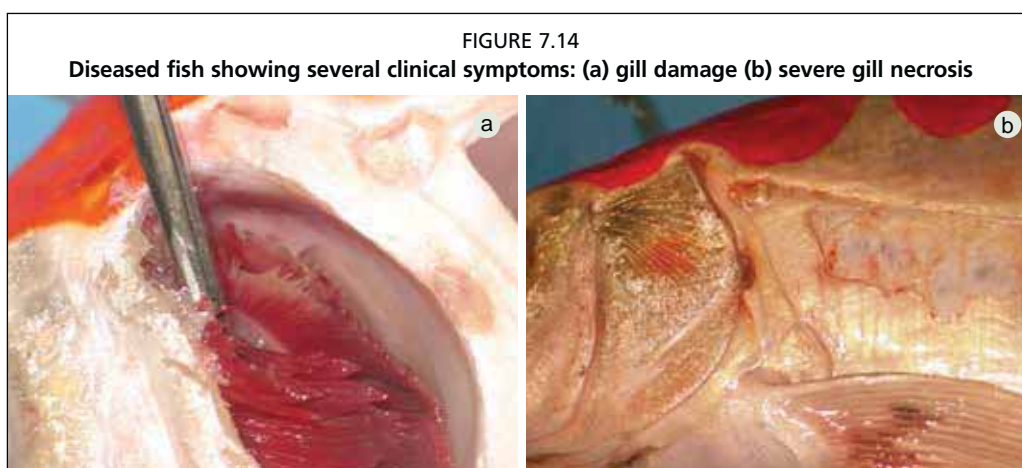 FIGURE 7.14
Diseased fish showing several clinical symptoms: (a) gill damage (b) severe gill necrosis
a
b